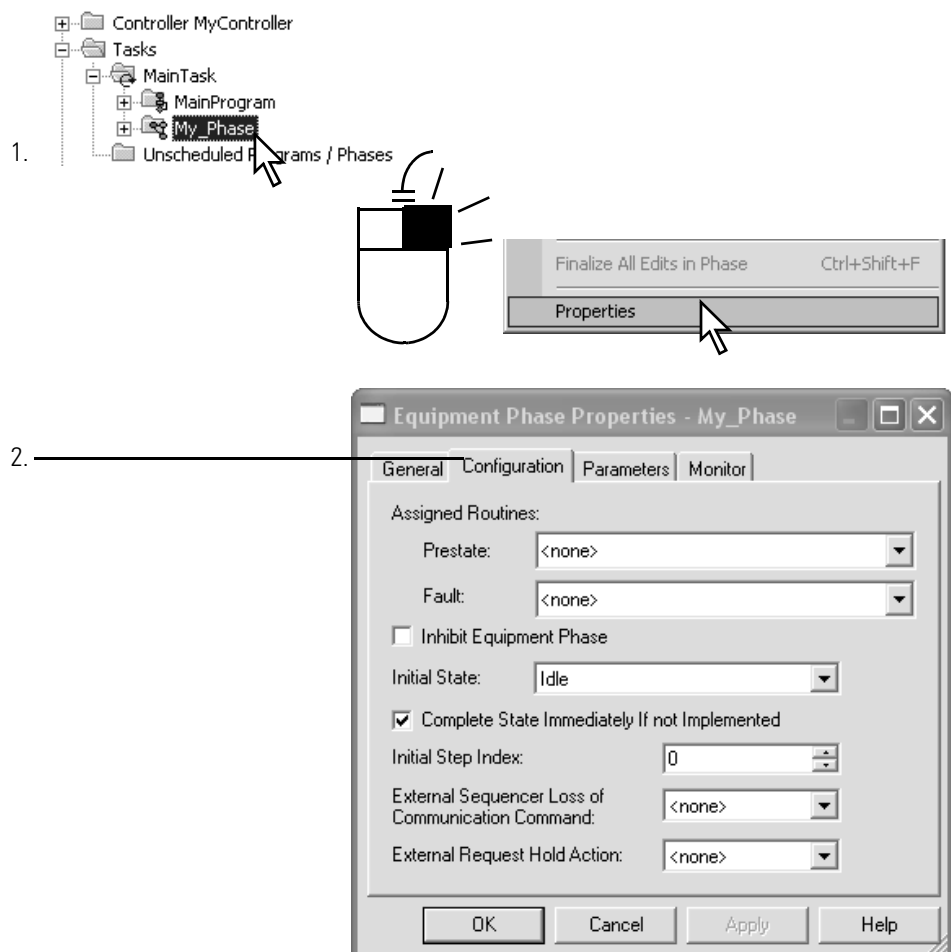 Controller MyController
Tasks
MainTask
MainProgram
My_Phase
1.
Unscheduled Programs / Phases
Finalize All Edits in Phase Ctrl+Shift+F
Properties
Equipment Phase Properties - My_Phase
2.
General Configuration Parameters Monitor
Assigned Routines:
Prestate: <none>
Fault: <none>
Inhibit Equipment Phase
Initial State: Idle
Complete State Immediately If not Implemented
Initial Step Index: 0
External Sequencer Loss of
Communication Command: <none>
External Request Hold Action: <none>
OK Cancel Apply Help